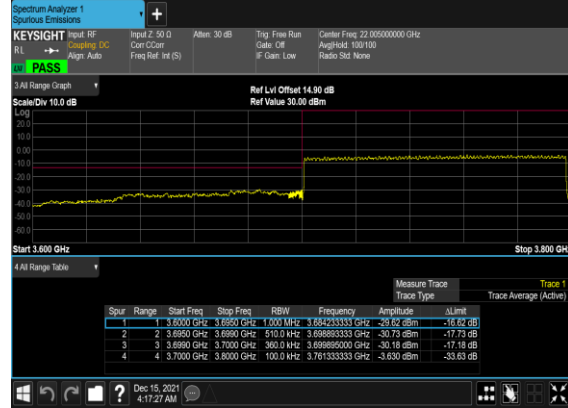 Spectrum Analyzer 1
Spurious Emissions
KEYSIGHT Input: RF Input Z: 50 Ω Atten: 30 dB Trig: Free Run Center Freq: 22.005000000 GHz
RL Coupling: DC CCorr CCorr Gate: Off Avg|Hold: 100/100
Align: Auto Freq Ref: Int (S) IF Gain: Low Radio Std: None
PASS
3 All Range Graph
Ref Lvl Offset 14.90 dB
Scale/Div 10.0 dB Ref Value 30.00 dBm
Log
20.0
10.0
0.00
-10.0
-20.0
-30.0
-40.0
-50.0
-60.0
Start 3.600 GHz Stop 3.800 GHz
4 All Range Table
Measure Trace Trace 1
Trace Type Trace Average (Active)
Spur Range Start Freq Stop Freq RBW Frequency Amplitude ΔLimit
1 1 3.6000 GHz 3.6950 GHz 1.000 MHz 3.684233333 GHz -29.62 dBm -16.62 dB
2 2 3.6950 GHz 3.6990 GHz 510.0 kHz 3.698893333 GHz -30.73 dBm -17.73 dB
3 3 3.6990 GHz 3.7000 GHz 360.0 kHz 3.699895000 GHz -30.18 dBm -17.18 dB
4 4 3.7000 GHz 3.8000 GHz 100.0 kHz 3.761333333 GHz -3.630 dBm -33.63 dB
? Dec 15, 2021
4:17:27 AM